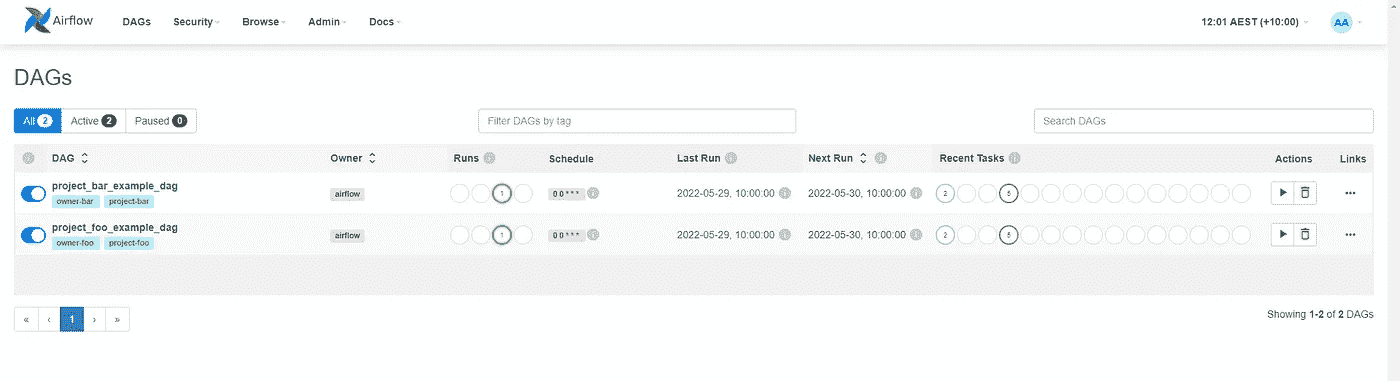 Airflow DAGs Security Browse Admin Docs 12:01 AEST (+10:00) AA
DAGs
All 2 Active 2 Paused 0 Filter DAGs by tag Search DAGs
DAG Owner Runs Schedule Last Run Next Run Recent Tasks Actions Links
project_bar_example_dag
owner-bar project-bar airflow 1 0 0 * * * 2022-05-29, 10:00:00 2022-05-30, 10:00:00 2 5
project_foo_example_dag
owner-foo project-foo airflow 1 0 0 * * * 2022-05-29, 10:00:00 2022-05-30, 10:00:00 2 5
« ‹ 1 › » Showing 1-2 of 2 DAGs